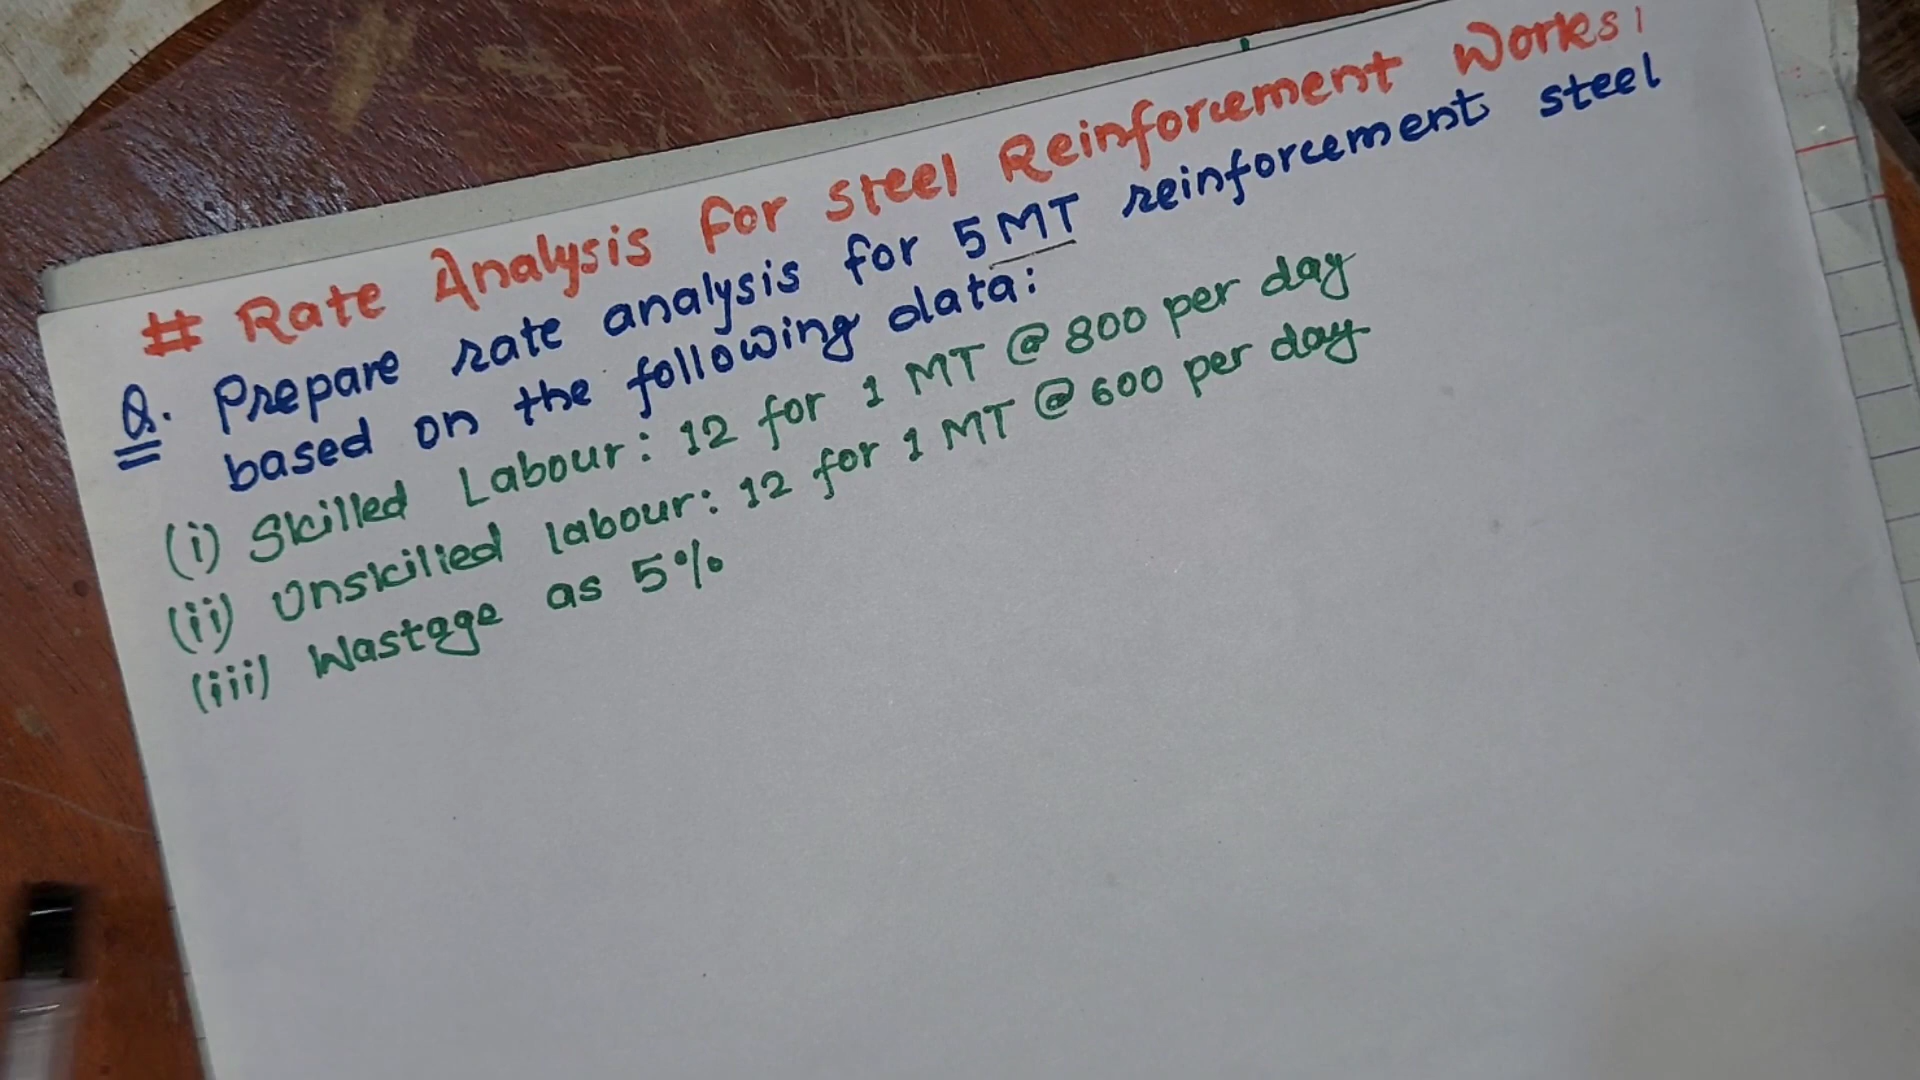 # Rate Analysis for steel Reinforcement Works:
Q. Prepare rate analysis for 5 MT reinforcement steel
based on the following data:
(i) Skilled Labour: 12 for 1 MT @ 800 per day
(ii) Unskilled labour: 12 for 1 MT @ 600 per day
(iii) Wastage as 5%